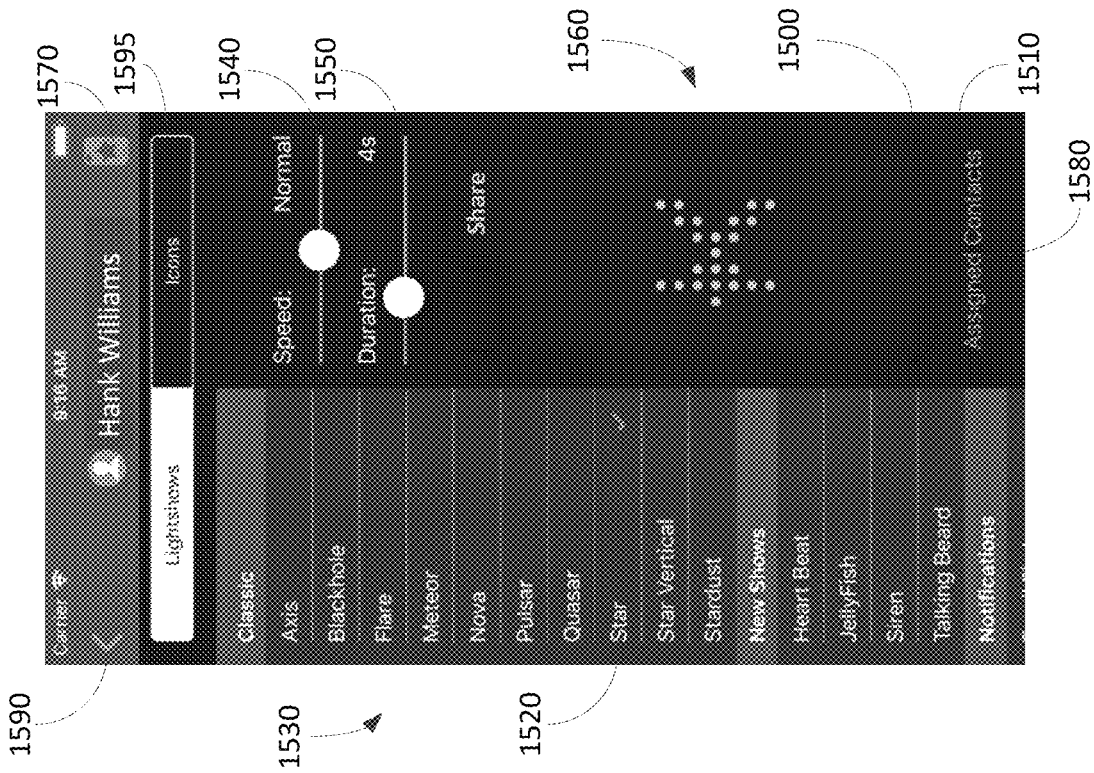 1590
1530
1520
Carrier
9:16 AM
Hank Williams
Lightshows
Icons
Classic
Axis
Blackhole
Flare
Meteor
Nova
Pulsar
Quasar
Star
Star Vertical
Stardust
New Shows
Heart Beat
JellyFish
Siren
Talking Beard
Notifications
Speed:
Normal
Duration:
4s
Share
Assigned Contacts
1570
1595
1540
1550
1560
1500
1510
1580